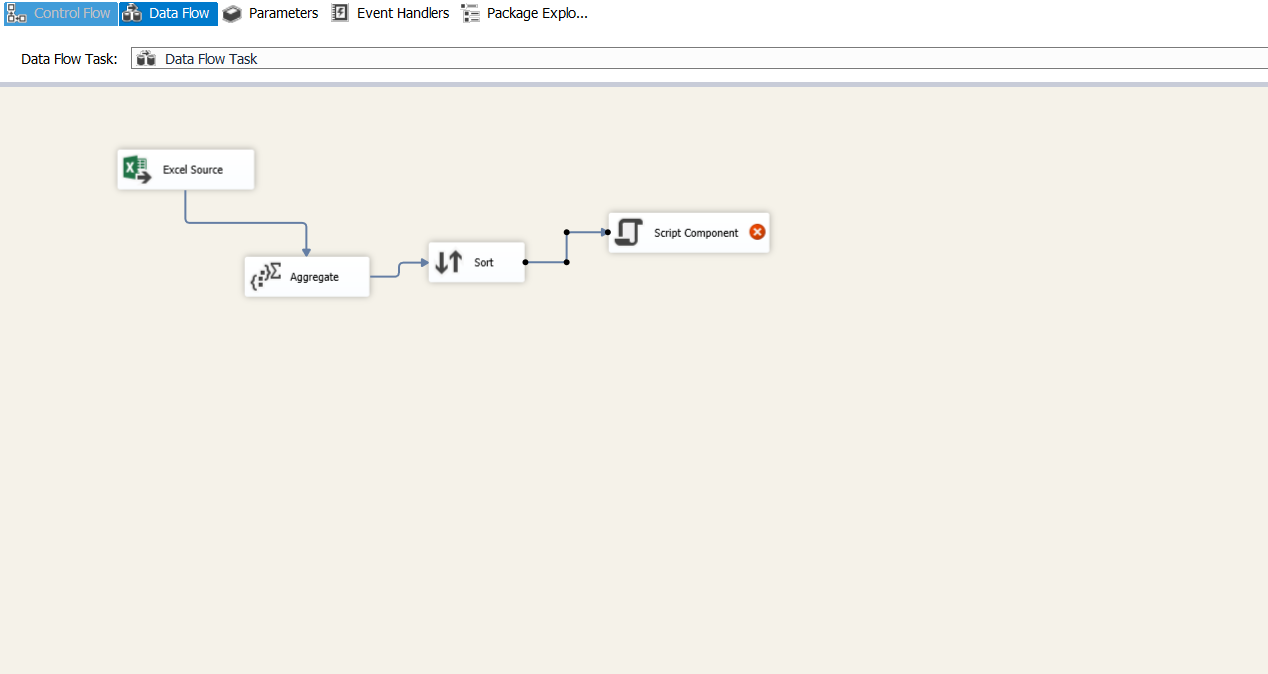 Control Flow Data Flow Parameters Event Handlers Package Explo...
Data Flow Task: Data Flow Task
Excel Source
Script Component
Sort
Aggregate